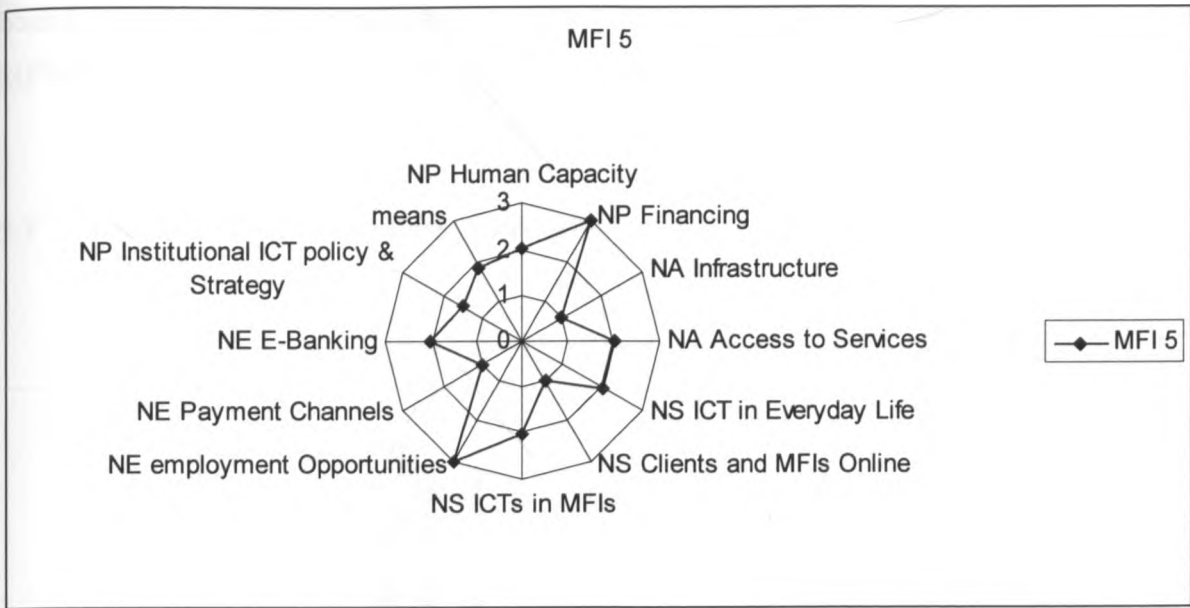 MFI 5
NP Human Capacity
3
means
NP Financing
NP Institutional ICT policy &
Strategy
2
NA Infrastructure
1
NE E-Banking
0
NA Access to Services
MFI 5
NE Payment Channels
NS ICT in Everyday Life
NE employment Opportunities
NS Clients and MFIs Online
NS ICTs in MFIs